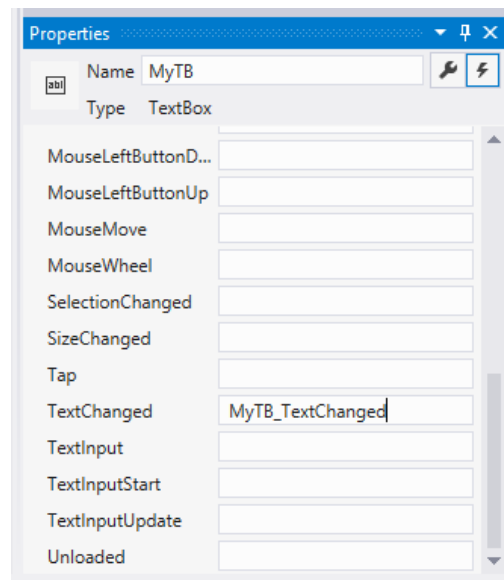 Properties
Name MyTB
abl
Type TextBox
MouseLeftButtonD...
MouseLeftButtonUp
MouseMove
MouseWheel
SelectionChanged
SizeChanged
Tap
TextChanged MyTB_TextChanged
TextInput
TextInputStart
TextInputUpdate
Unloaded